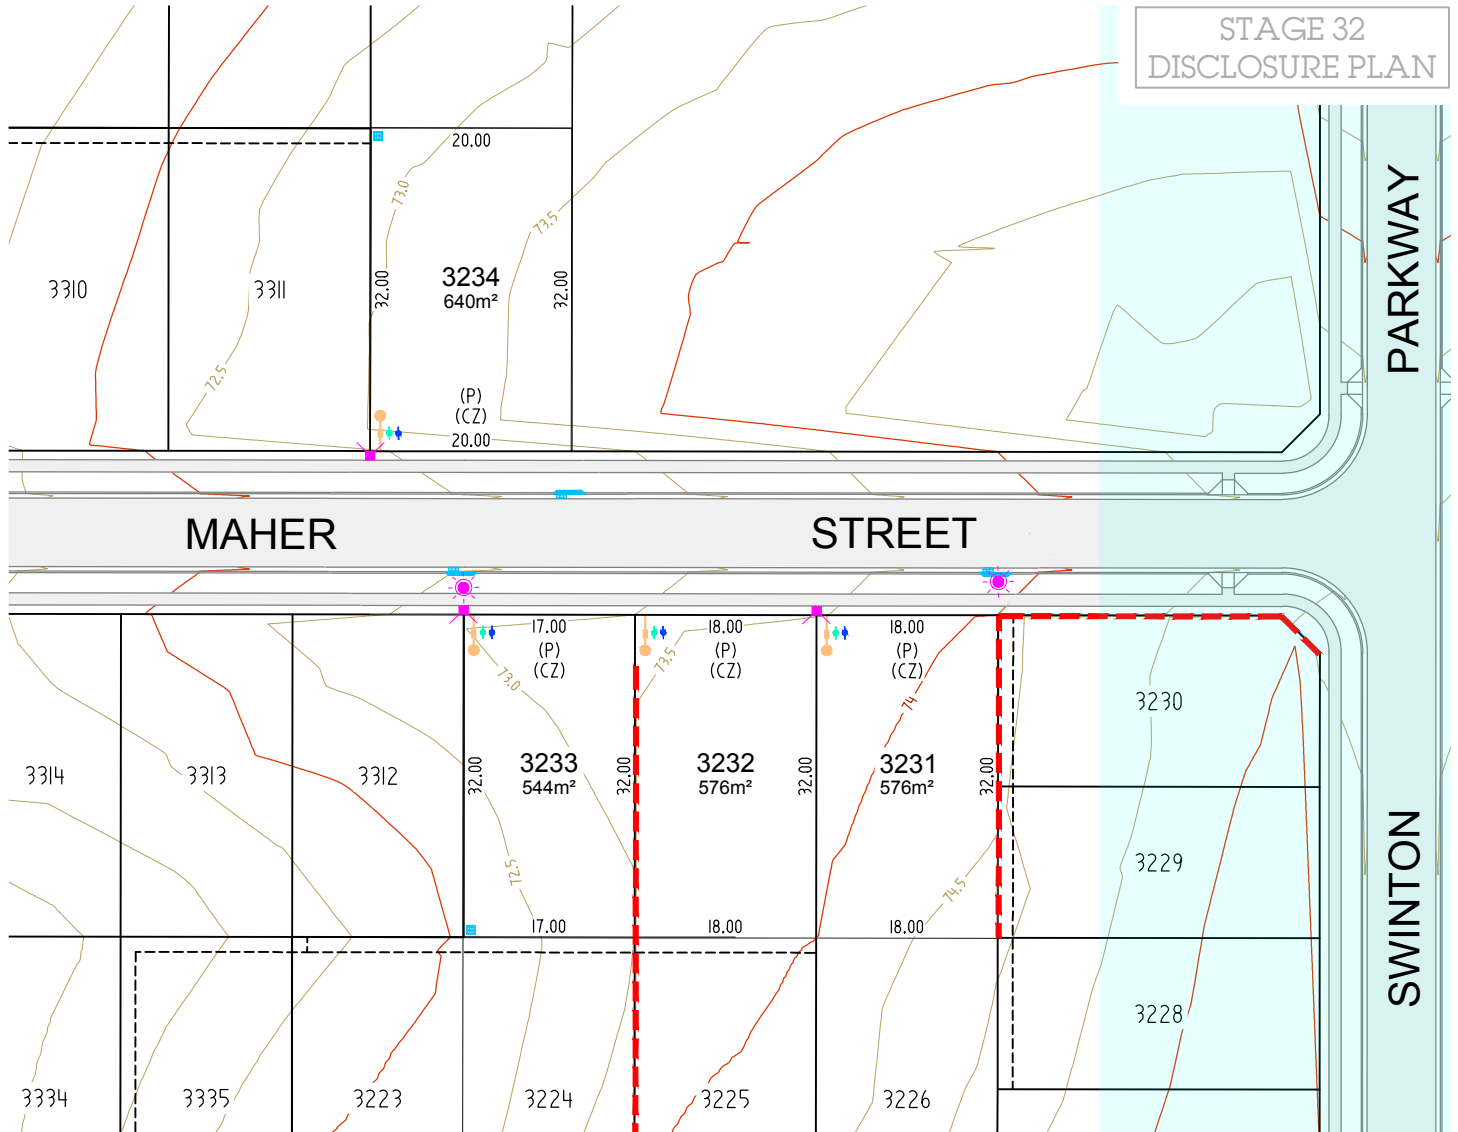 STAGE 32
DISCLOSURE PLAN
20.00
73.0
73.5
PARKWAY
3310
3311
32.00
3234
640m²
32.00
72.5
(P)
(CZ)
20.00
MAHER STREET
17.00
(P)
(CZ)
18.00
(P)
(CZ)
18.00
(P)
(CZ)
73.0
73.5
74
3230
3314
3313
3312
32.00
3233
544m²
32.00
3232
576m²
32.00
3231
576m²
32.00
72.5
74.5
3229
SWINTON
17.00
18.00
18.00
3228
3334
3335
3223
3224
3225
3226